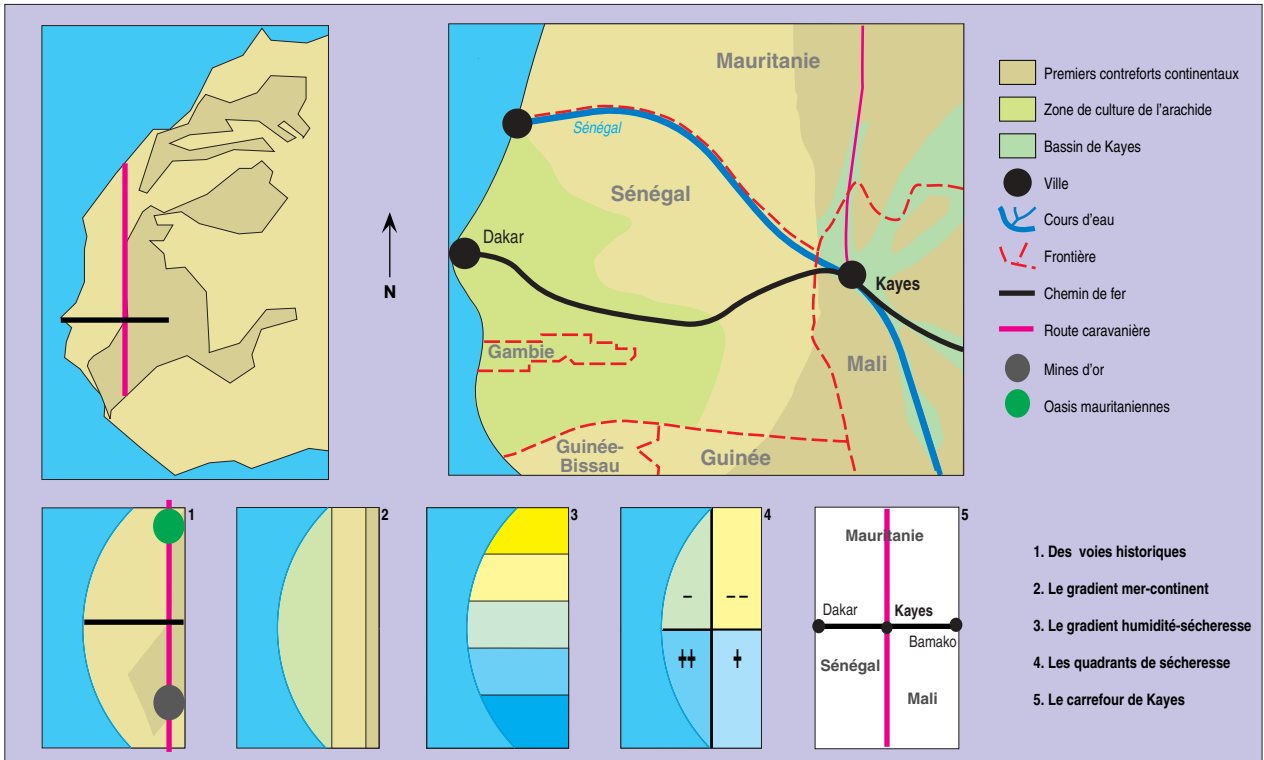 Mauritanie
Sénégal
Sénégal
Dakar
N
Kayes
Gambie
Mali
Guinée-
Bissau
Guinée
Premiers contreforts continentaux
Zone de culture de l'arachide
Bassin de Kayes
Ville
Cours d'eau
Frontière
Chemin de fer
Route caravanière
Mines d'or
Oasis mauritaniennes
1
2
3
4
– – –
++ +
5
Mauritanie
Dakar
Kayes
Bamako
Sénégal
Mali
1. Des voies historiques
2. Le gradient mer-continent
3. Le gradient humidité-sécheresse
4. Les quadrants de sécheresse
5. Le carrefour de Kayes